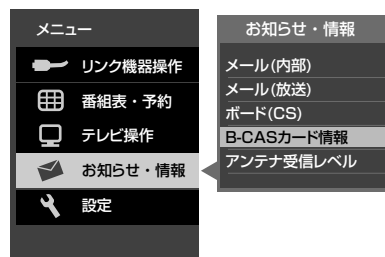 メニュー
リンク機器操作
番組表・予約
テレビ操作
お知らせ・情報
設定
お知らせ・情報
メール(内部)
メール(放送)
ボード(CS)
B-CASカード情報
アンテナ受信レベル